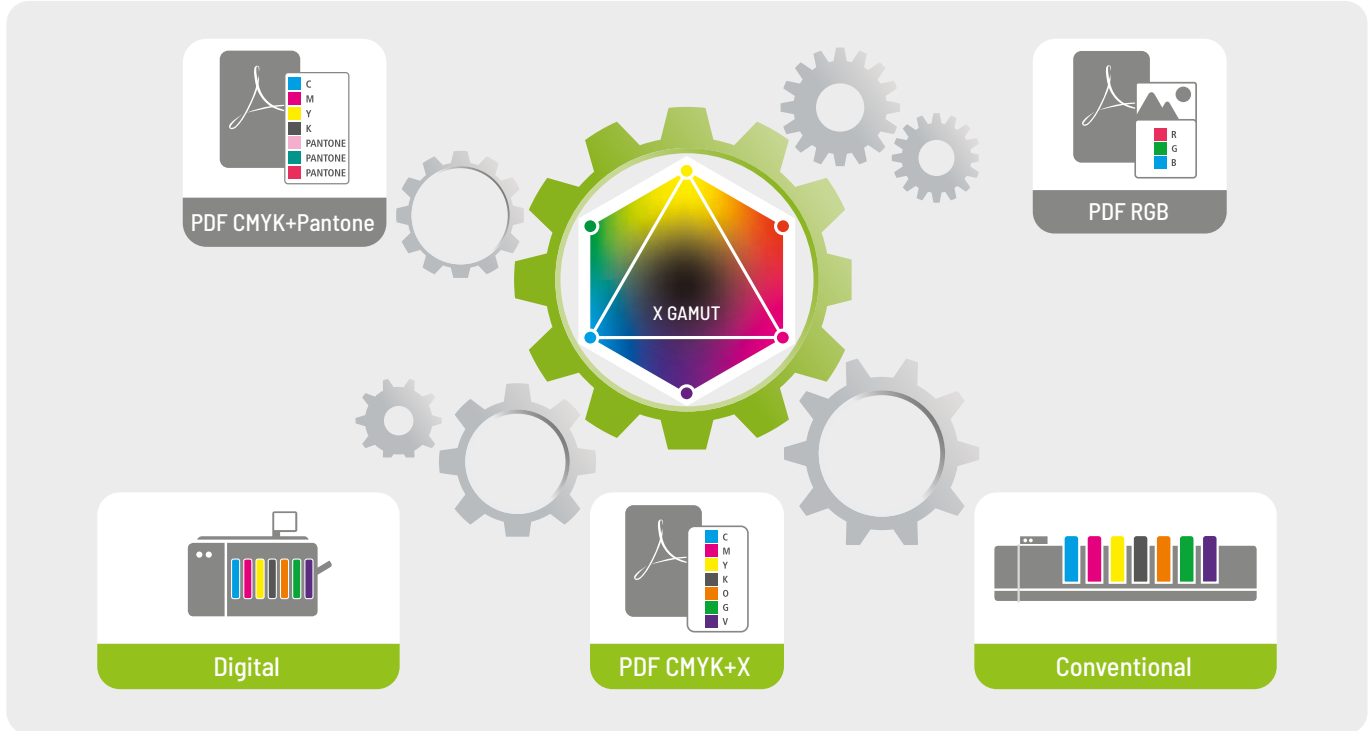 C
M
Y
K
PANTONE
PANTONE
PANTONE
PDF CMYK+Pantone
R
G
B
PDF RGB
X GAMUT
Digital
C
M
Y
K
O
G
V
PDF CMYK+X
Conventional